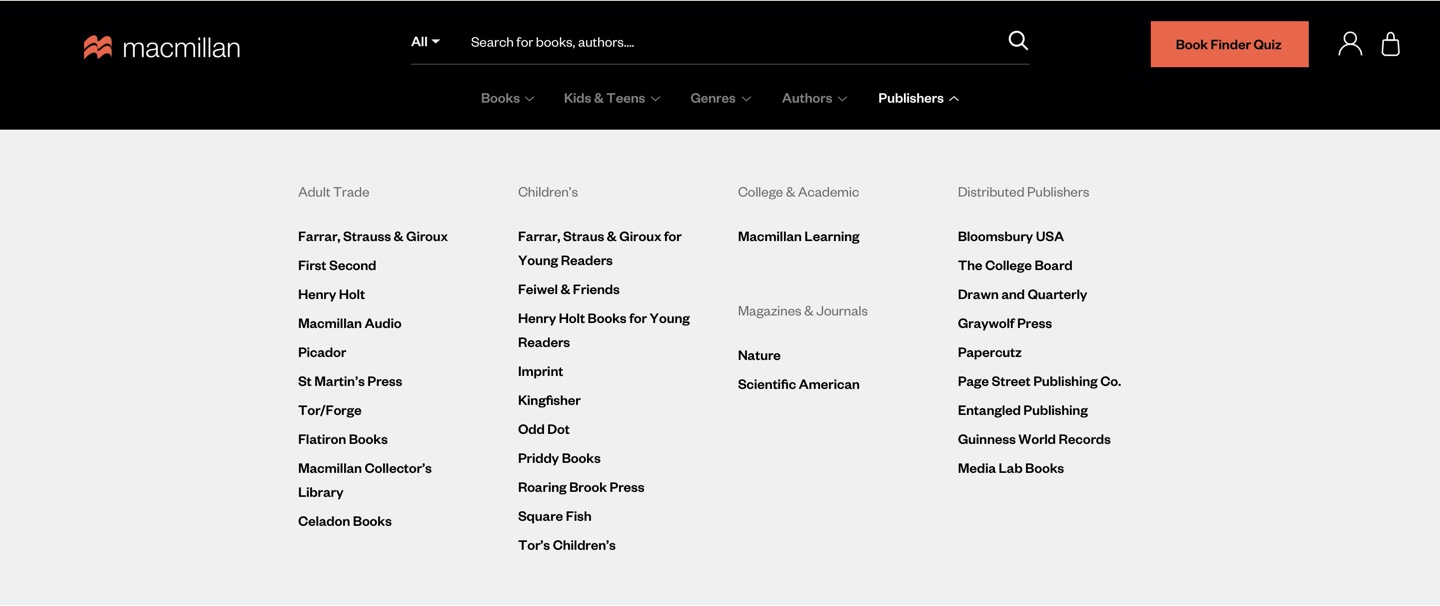 macmillan
All
Search for books, authors....
Book Finder Quiz
Books
Kids & Teens
Genres
Authors
Publishers
Adult Trade
Farrar, Strauss & Giroux
First Second
Henry Holt
Macmillan Audio
Picador
St Martin's Press
Tor/Forge
Flatiron Books
Macmillan Collector's
Library
Celadon Books
Children's
Farrar, Straus & Giroux for
Young Readers
Feiwel & Friends
Henry Holt Books for Young
Readers
Imprint
Kingfisher
Odd Dot
Priddy Books
Roaring Brook Press
Square Fish
Tor's Children's
College & Academic
Macmillan Learning
Magazines & Journals
Nature
Scientific American
Distributed Publishers
Bloomsbury USA
The College Board
Drawn and Quarterly
Graywolf Press
Papercutz
Page Street Publishing Co.
Entangled Publishing
Guinness World Records
Media Lab Books